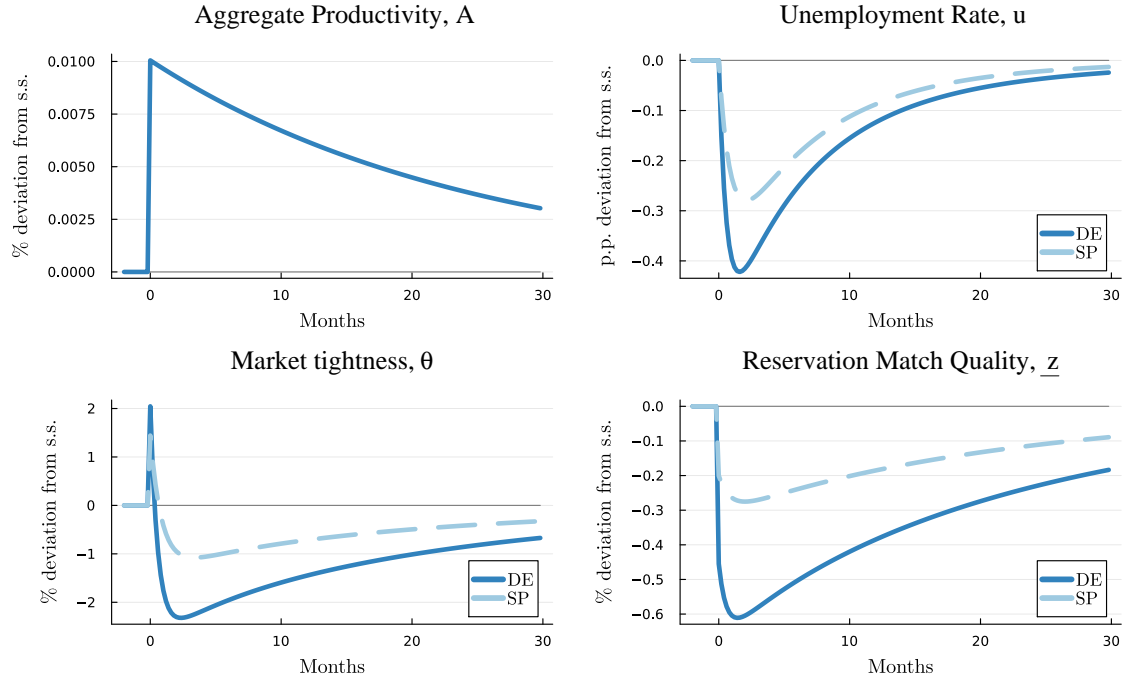 Aggregate Productivity, A
% deviation from s.s.
0.0100
0.0075
0.0050
0.0025
0.0000
0 10 20 30
Months
Unemployment Rate, u
p.p. deviation from s.s.
0.0
−0.1
−0.2
−0.3
−0.4
DE
SP
0 10 20 30
Months
Market tightness, θ
% deviation from s.s.
2
1
0
−1
−2
DE
SP
0 10 20 30
Months
Reservation Match Quality, z
% deviation from s.s.
0.0
−0.1
−0.2
−0.3
−0.4
−0.5
−0.6
DE
SP
0 10 20 30
Months